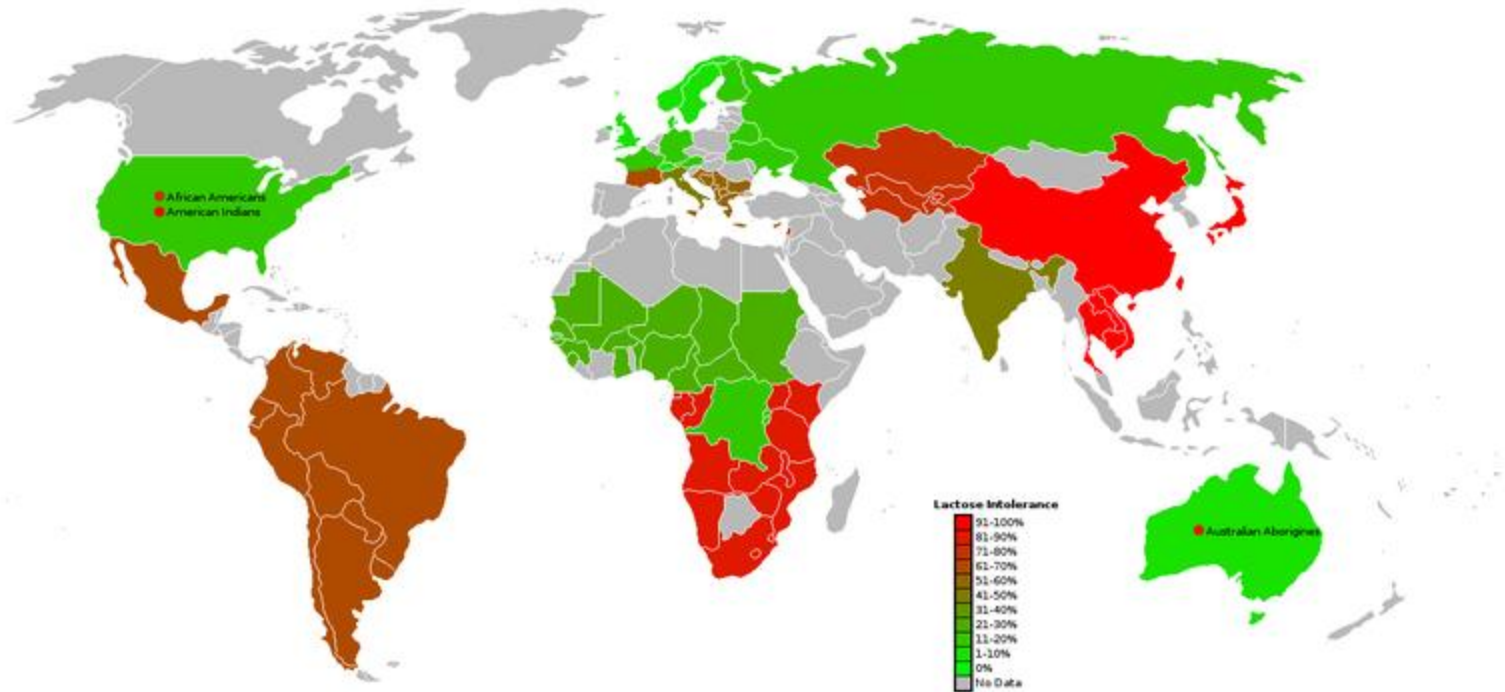 African Americans
American Indians
Lactose Intolerance
91-100%
81-90%
71-80%
61-70%
51-60%
41-50%
31-40%
21-30%
11-20%
1-10%
0%
No Data
Australian Aborigines